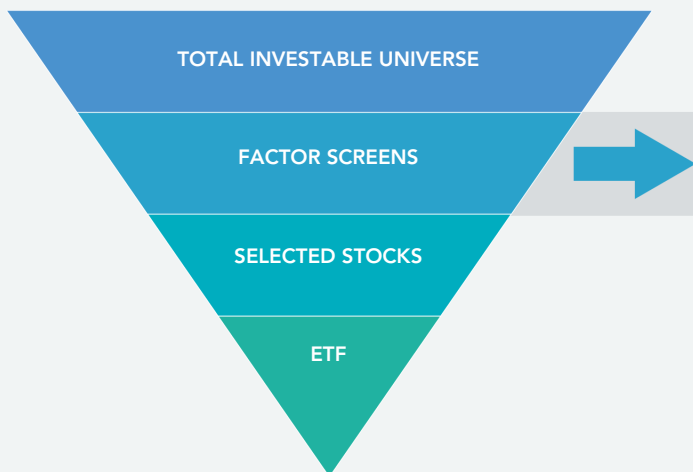 TOTAL INVESTABLE UNIVERSE
FACTOR SCREENS
SELECTED STOCKS
ETF